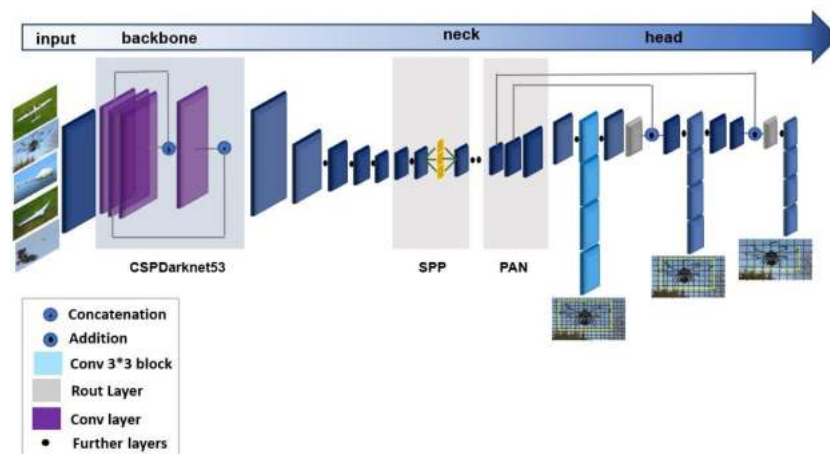 input backbone neck head
CSPDarknet53 SPP PAN
Concatenation
Addition
Conv 3*3 block
Rout Layer
Conv layer
Further layers